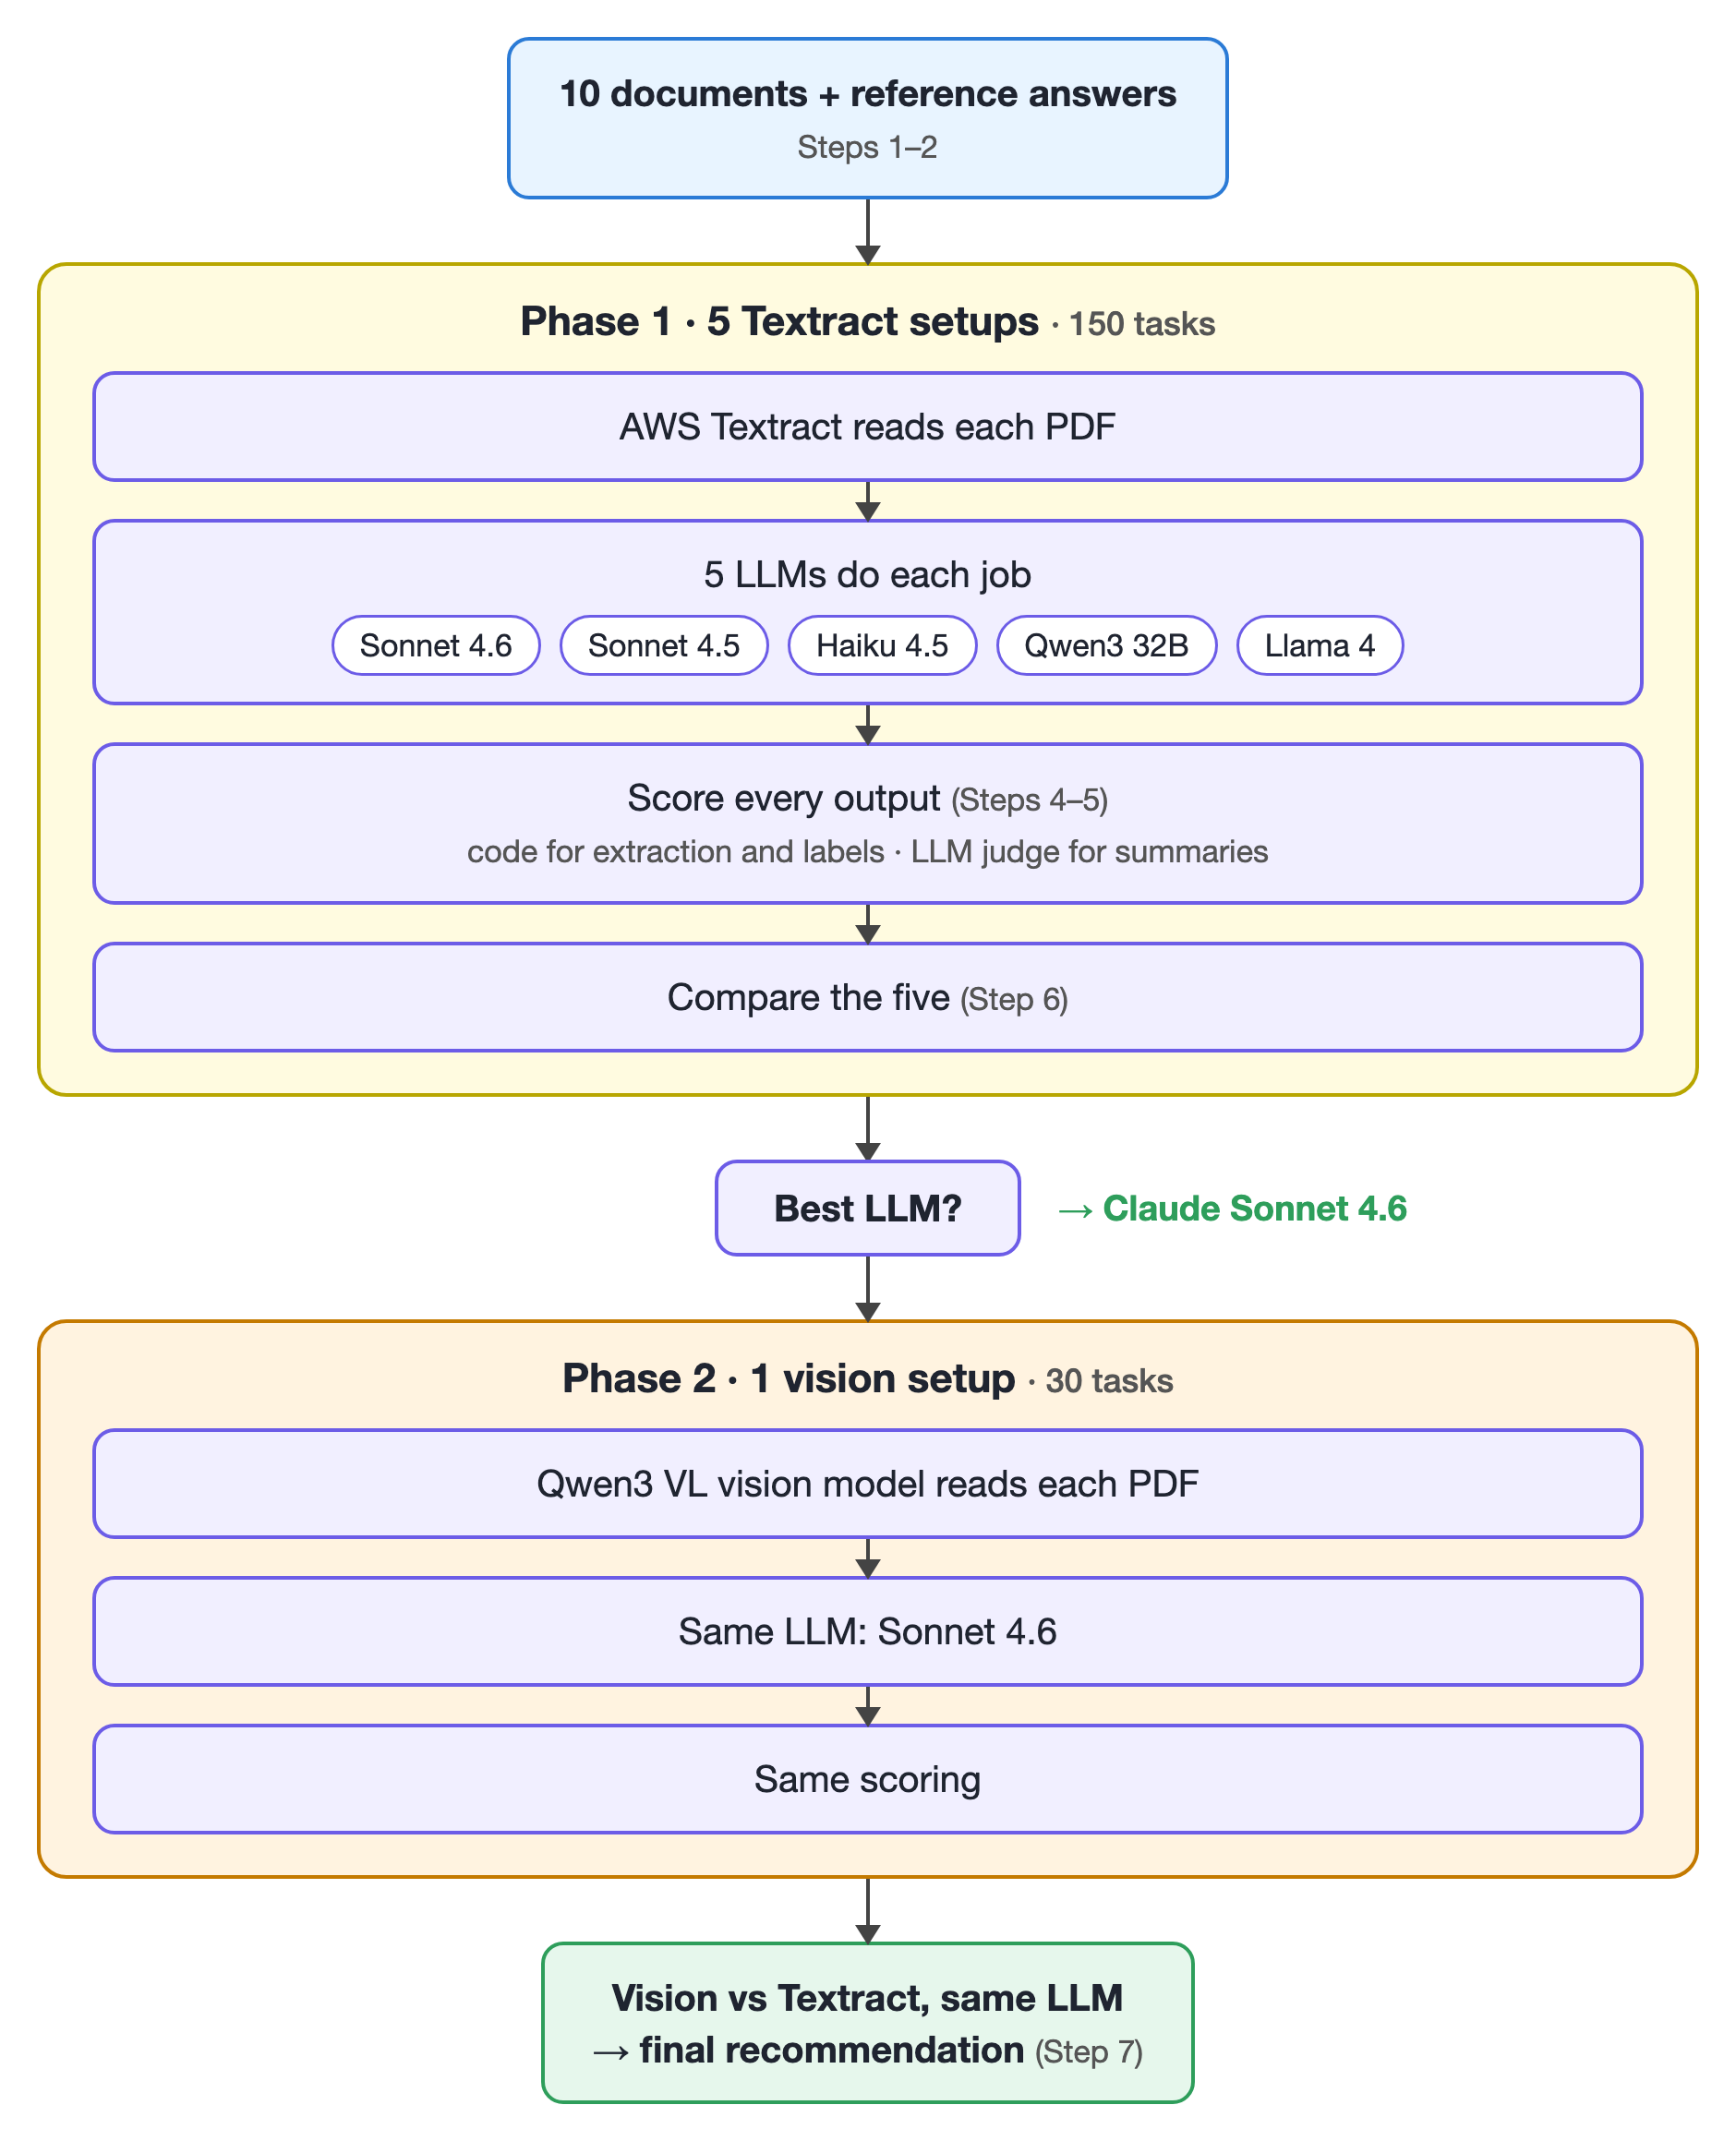 10 documents + reference answers
Steps 1–2
Phase 1 · 5 Textract setups · 150 tasks
AWS Textract reads each PDF
5 LLMs do each job
Sonnet 4.6 Sonnet 4.5 Haiku 4.5 Qwen3 32B Llama 4
Score every output (Steps 4–5)
code for extraction and labels · LLM judge for summaries
Compare the five (Step 6)
Best LLM? → Claude Sonnet 4.6
Phase 2 · 1 vision setup · 30 tasks
Qwen3 VL vision model reads each PDF
Same LLM: Sonnet 4.6
Same scoring
Vision vs Textract, same LLM
→ final recommendation (Step 7)